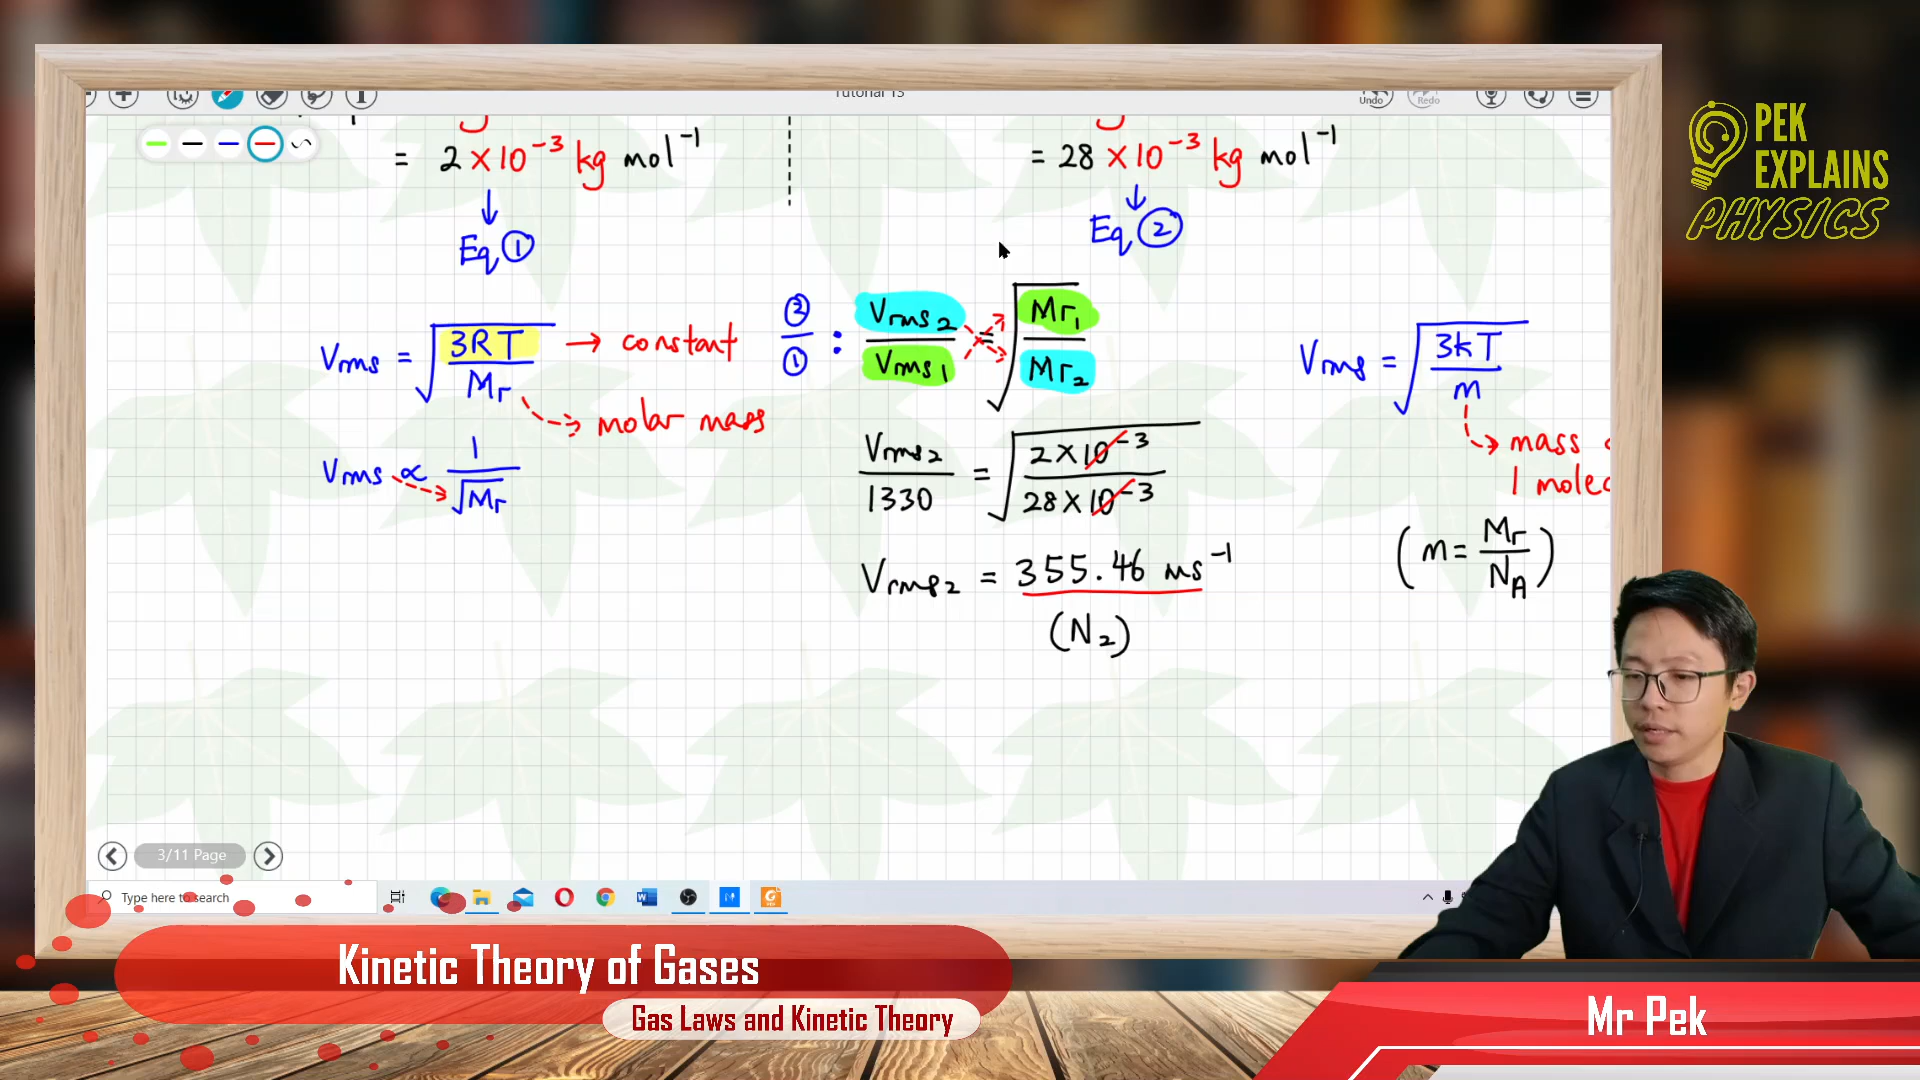 Tutorial 13
Undo
Redo
= 2 × 10⁻³ kg mol⁻¹
= 28 × 10⁻³ kg mol⁻¹
Eq ①
Eq ②
Vrms = √(3RT / Mr) → constant
molar mass
Vrms ∝ 1 / √Mr
②/① : Vrms₂ / Vrms₁ = √(Mr₁ / Mr₂)
Vrms₂ / 1330 = √(2 × 10⁻³ / 28 × 10⁻³)
Vrms₂ = 355.46 ms⁻¹
(N₂)
Vrms = √(3kT / m)
mass
1 molec
(m = Mr / N_A)
3/11 Page
Type here to search
PEK
EXPLAINS
PHYSICS
Kinetic Theory of Gases
Gas Laws and Kinetic Theory
Mr Pek